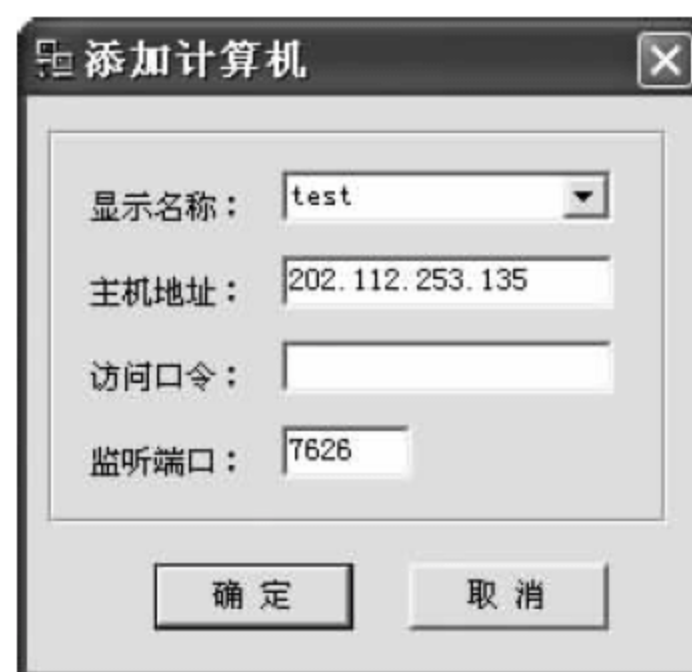 添加计算机
显示名称： test
主机地址： 202.112.253.135
访问口令：
监听端口： 7626
确定 取消